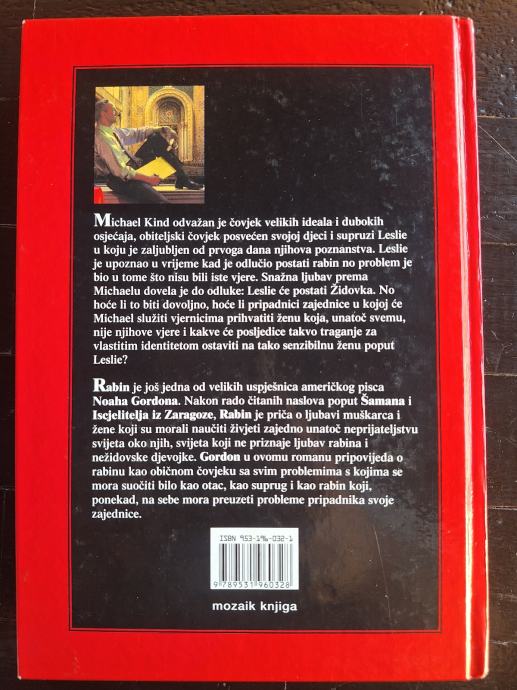 Michael Kind odvažan je čovjek velikih ideala i dubokih
osjećaja, obiteljski čovjek posvećen svojoj djeci i supruzi Leslie
u koju je zaljubljen od prvoga dana njihova poznanstva. Leslie
je upoznao u vrijeme kad je odlučio postati rabin no problem je
bio u tome što nisu bili iste vjere. Snažna ljubav prema
Michaelu dovela je do odluke: Leslie će postati Židovka. No
hoće li to biti dovoljno, hoće li pripadnici zajednice u kojoj će
Michael služiti vjernicima prihvatiti ženu koja, unatoč svemu,
nije njihove vjere i kakve će posljedice takvo traganje za
vlastitim identitetom ostaviti na tako senzibilnu ženu poput
Leslie?
Rabin je još jedna od velikih uspješnica američkog pisca
Noaha Gordona. Nakon rado čitanih naslova poput Šamana i
Iscjelitelja iz Zaragoze, Rabin je priča o ljubavi muškarca i
žene koji su morali naučiti živjeti zajedno unatoč neprijateljstvu
svijeta oko njih, svijeta koji ne priznaje ljubav rabina i
nežidovske djevojke. Gordon u ovomu romanu pripovijeda o
rabinu kao običnom čovjeku sa svim problemima s kojima se
mora suočiti bilo kao otac, kao suprug i kao rabin koji,
ponekad, na sebe mora preuzeti probleme pripadnika svoje
zajednice.
ISBN 953-196-032-1
9 789531 960328
mozaik knjiga